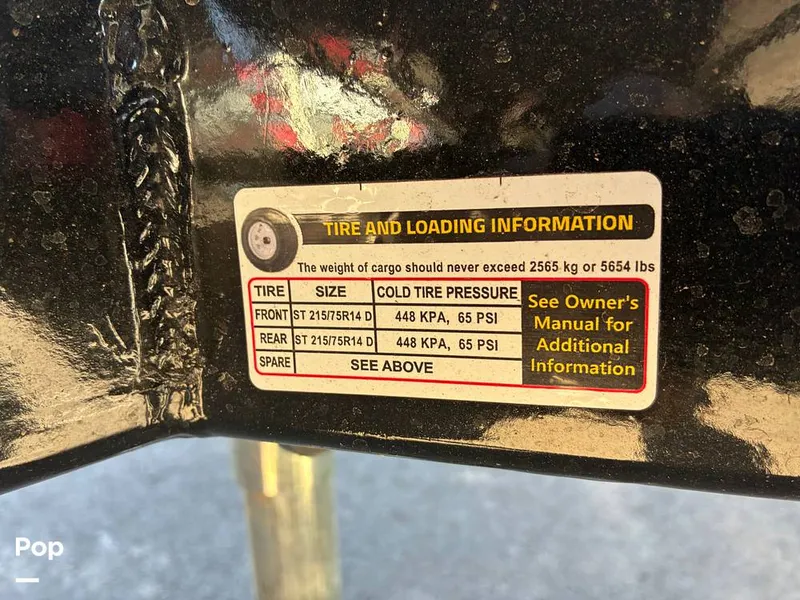 TIRE AND LOADING INFORMATION
The weight of cargo should never exceed 2565 kg or 5654 lbs
TIRE SIZE COLD TIRE PRESSURE
FRONT ST 215/75R14 D 448 KPA, 65 PSI
REAR ST 215/75R14 D 448 KPA, 65 PSI
SPARE SEE ABOVE
See Owner's
Manual for
Additional
Information
Pop